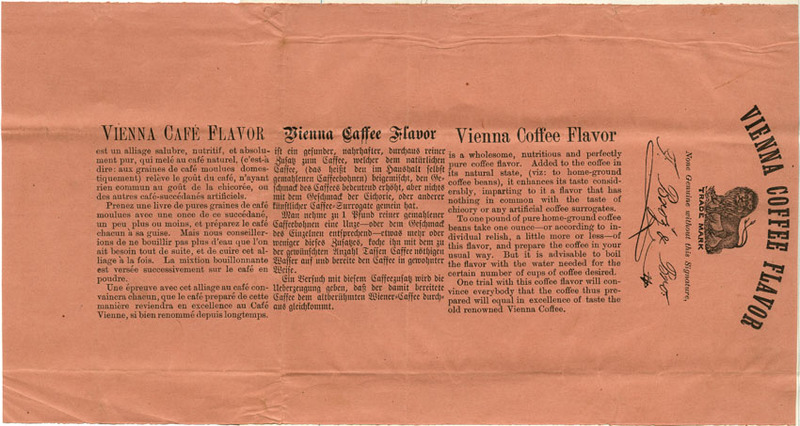 VIENNA CAFÉ FLAVOR
est un alliage salubre, nutritif, et absolu-
ment pur, qui melé au café naturel, (c'est-à
dire: aux graines de café moulues domes-
tiquement) relève le goût du café, n'ayant
rien commun au goût de la chicorée, ou
des autres café-succédanés artificiels.
Prenez une livre de pures graines de café
moulues avec une once de ce succédané,
un peu plus ou moins, et préparez le café
chacun à sa guise. Mais nous conseiller-
ions de ne bouillir pas plus d'eau que l'on
ait besoin tout de suite, et de cuire cet al-
liage à la fois. La mixtion bouillonante
est versée successivement sur le café en
poudre.
Une épreuve avec cet alliage au café con-
vaincra chacun, que le café preparé de cette
manière reviendra en excellence au Café
Vienne, si bien renommé depuis longtemps.
Vienna Caffee Flavor
ist ein gesunder, nahrhafter, durchaus reiner
Zusatz zum Caffee, welcher dem natürlichen
Caffee, (das heißt den im Haushalt selbst
gemahlenen Caffeebohnen) beigemischt, den Ge-
schmack des Caffees bedeutend erhöht, aber nichts
mit dem Geschmack der Cichorie, oder anderer
künstlicher Caffee-Surrogate gemein hat.
Man nehme zu 1 Pfund reiner gemahlener
Caffeebohnen eine Unze—oder dem Geschmack
des Einzelnen entsprechend—etwas mehr oder
weniger dieses Zusatzes, koche ihn mit dem zu
der gewünschten Anzahl Tassen Caffee nöthigen
Wasser auf und bereite den Caffee in gewohnter
Weise.
Ein Versuch mit diesem Caffeezusatz wird die
Ueberzeugung geben, daß der damit bereitete
Caffee dem altberühmten Wiener-Caffee durch-
aus gleichkommt.
Vienna Coffee Flavor
is a wholesome, nutritious and perfectly
pure coffee flavor. Added to the coffee in
its natural state, (viz: to home-ground
coffee beans), it enhances its taste consid-
erably, imparting to it a flavor that has
nothing in common with the taste of
chicory or any artificial coffee surrogates.
To one pound of pure home-ground coffee
beans take one ounce—or according to in-
dividual relish, a little more or less—of
this flavor, and prepare the coffee in your
usual way. But it is advisable to boil
the flavor with the water needed for the
certain number of cups of coffee desired.
One trial with this coffee flavor will con-
vince everybody that the coffee thus pre-
pared will equal in excellence of taste the
old renowned Vienna Coffee.
VIENNA COFFEE FLAVOR
TRADE MARK
None Genuine without this Signature,